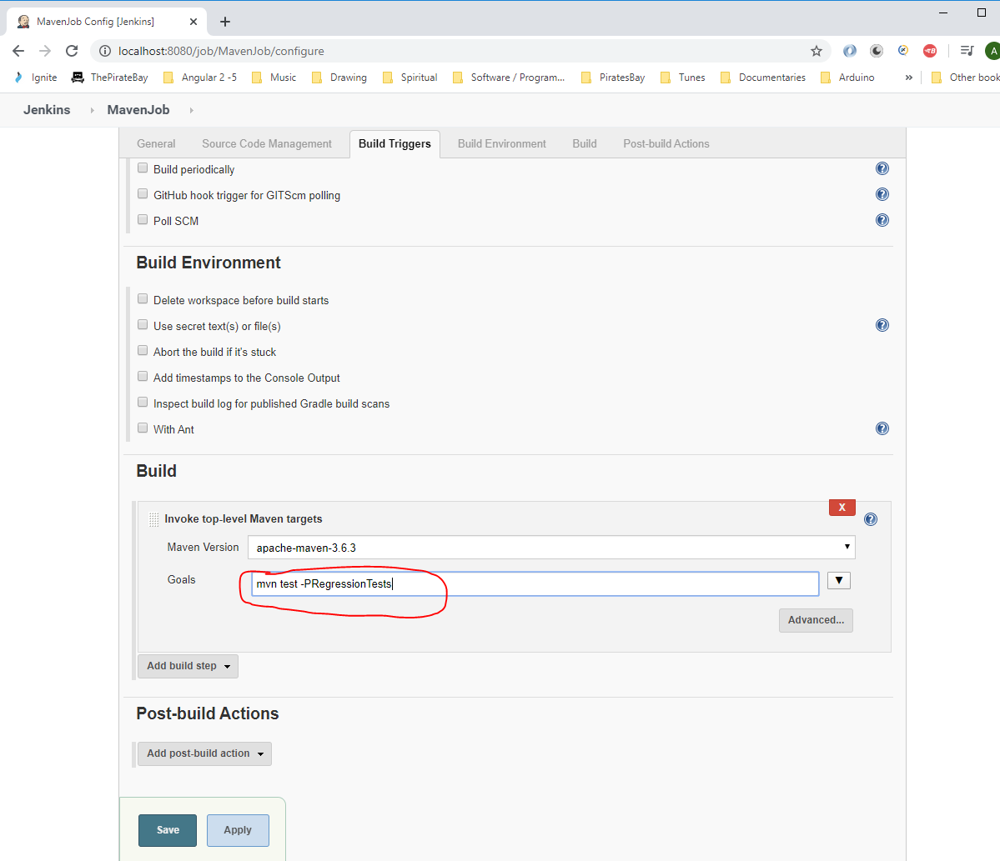 MavenJob Config [Jenkins]
localhost:8080/job/MavenJob/configure
A
Ignite ThePirateBay Angular 2 -5 Music Drawing Spiritual Software / Program... PiratesBay Tunes Documentaries Arduino » Other book
Jenkins MavenJob
General Source Code Management Build Triggers Build Environment Build Post-build Actions
Build periodically
GitHub hook trigger for GITScm polling
Poll SCM
Build Environment
Delete workspace before build starts
Use secret text(s) or file(s)
Abort the build if it's stuck
Add timestamps to the Console Output
Inspect build log for published Gradle build scans
With Ant
Build
X
Invoke top-level Maven targets
Maven Version apache-maven-3.6.3
Goals mvn test -PRegressionTests
Advanced...
Add build step
Post-build Actions
Add post-build action
Save Apply